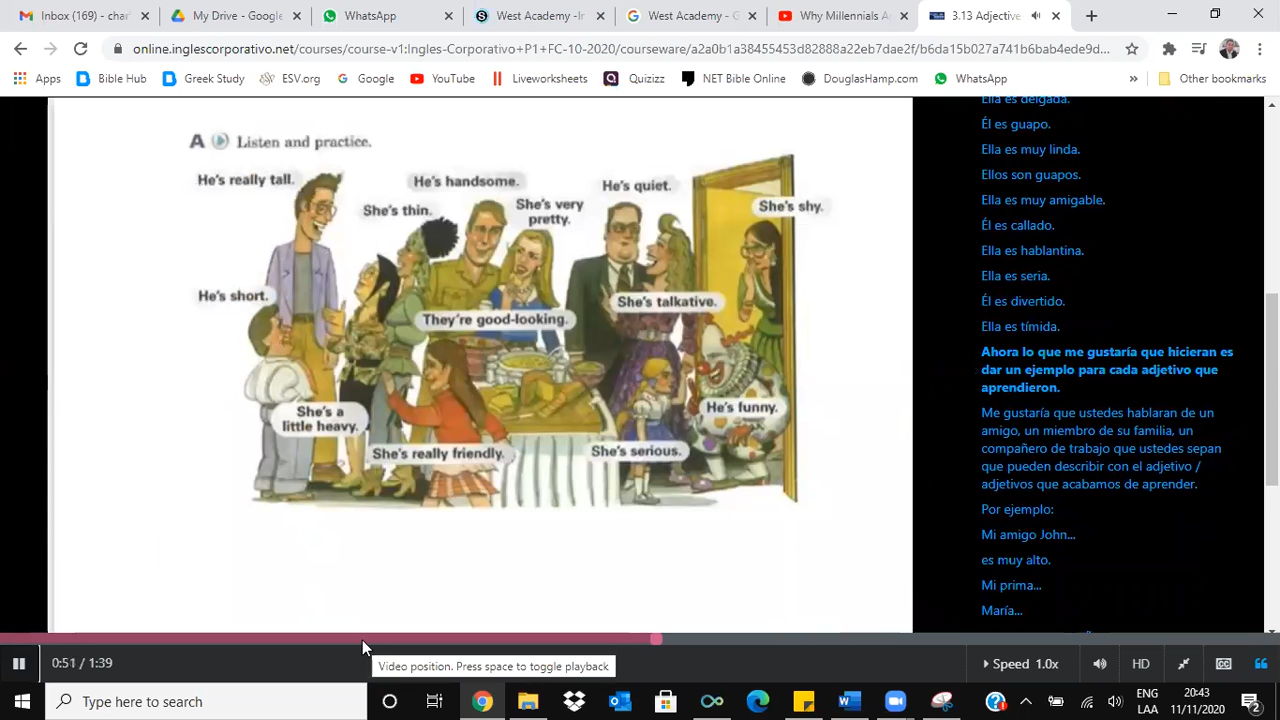 Inbox (169) - char
My Drive - Google
WhatsApp
West Academy - In
West Academy - G
Why Millennials A
3.13 Adjective
online.inglescorporativo.net/courses/course-v1:Ingles-Corporativo+P1+FC-10-2020/courseware/a2a0b1a38455453d82888a22eb7dae2f/b6da15b027a741b6bab4ede9d...
Apps
Bible Hub
Greek Study
ESV.org
Google
YouTube
Liveworksheets
Quizizz
NET Bible Online
DouglasHamp.com
WhatsApp
»
Other bookmarks
A Listen and practice.
He's really tall.
He's handsome.
He's quiet.
She's thin.
She's very
pretty.
She's shy.
He's short.
She's talkative.
They're good-looking.
She's a
little heavy.
He's funny.
She's really friendly.
She's serious.
Ella es delgada.
Él es guapo.
Ella es muy linda.
Ellos son guapos.
Ella es muy amigable.
Él es callado.
Ella es hablantina.
Ella es seria.
Él es divertido.
Ella es tímida.
Ahora lo que me gustaría que hicieran es
dar un ejemplo para cada adjetivo que
aprendieron.
Me gustaría que ustedes hablaran de un
amigo, un miembro de su familia, un
compañero de trabajo que ustedes sepan
que pueden describir con el adjetivo /
adjetivos que acabamos de aprender.
Por ejemplo:
Mi amigo John...
es muy alto.
Mi prima...
María...
0:51 / 1:39
Video position. Press space to toggle playback
Speed 1.0x
HD
Type here to search
ENG
LAA
20:43
11/11/2020
2